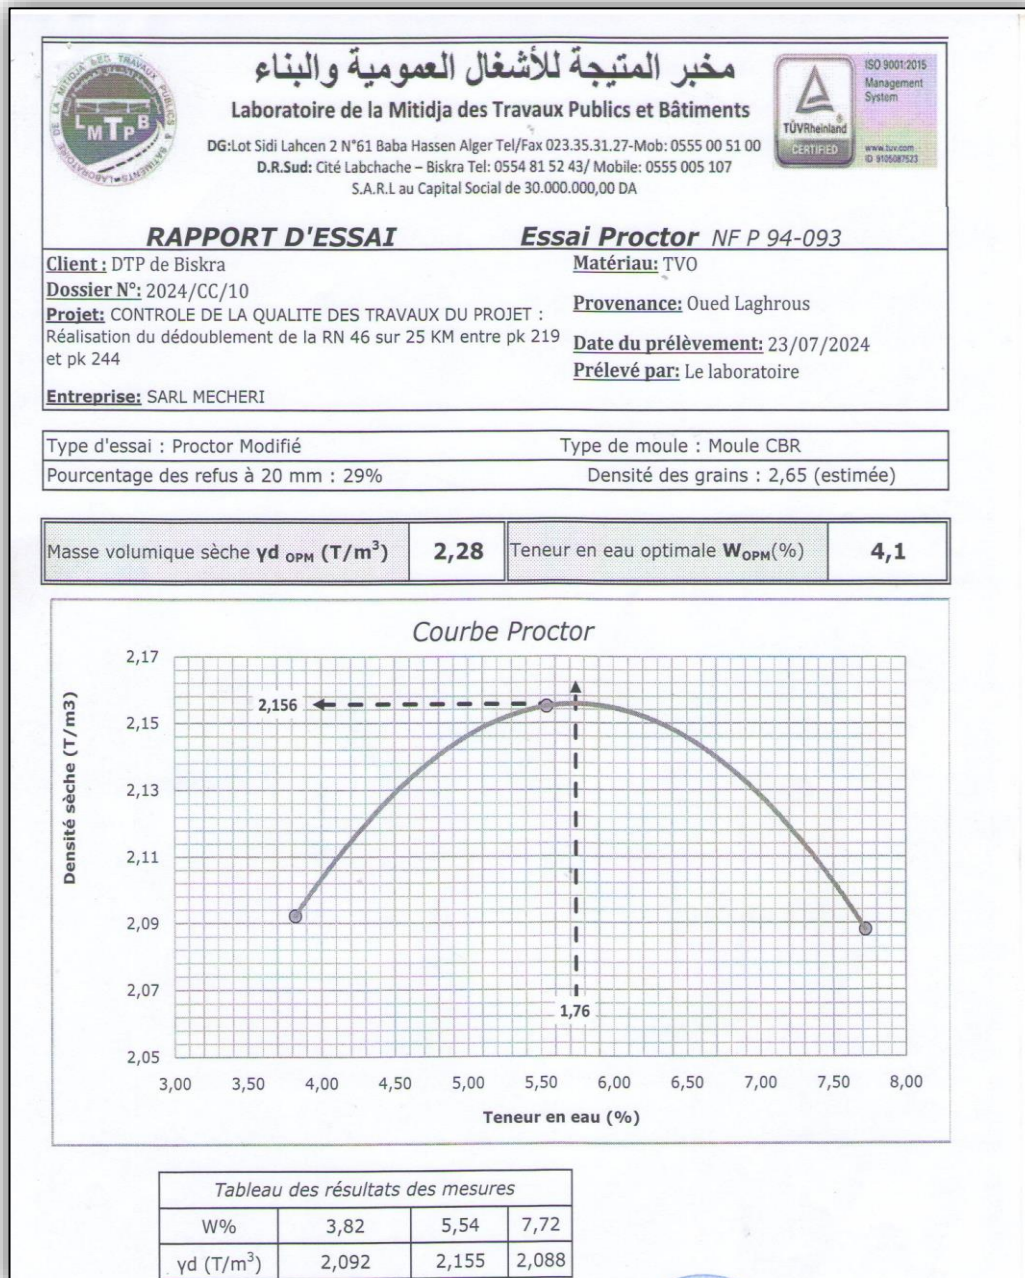 مخبر المتيجة للأشغال العمومية والبناء
Laboratoire de la Mitidja des Travaux Publics et Bâtiments
DG:Lot Sidi Lahcen 2 N°61 Baba Hassen Alger Tel/Fax 023.35.31.27-Mob: 0555 00 51 00
D.R.Sud: Cité Labchache – Biskra Tel: 0554 81 52 43/ Mobile: 0555 005 107
S.A.R.L au Capital Social de 30.000.000,00 DA
LMTPB
TÜVRheinland
CERTIFIED
ISO 9001:2015
Management
System
www.tuv.com
ID 9105087523
RAPPORT D'ESSAI
Essai Proctor NF P 94-093
Client : DTP de Biskra
Dossier N°: 2024/CC/10
Projet: CONTROLE DE LA QUALITE DES TRAVAUX DU PROJET :
Réalisation du dédoublement de la RN 46 sur 25 KM entre pk 219
et pk 244
Entreprise: SARL MECHERI
Matériau: TVO
Provenance: Oued Laghrous
Date du prélèvement: 23/07/2024
Prélevé par: Le laboratoire
Type d'essai : Proctor Modifié Type de moule : Moule CBR
Pourcentage des refus à 20 mm : 29% Densité des grains : 2,65 (estimée)
Masse volumique sèche γd OPM (T/m³) 2,28 Teneur en eau optimale WOPM(%) 4,1
Courbe Proctor
Densité sèche (T/m3)
2,17
2,15
2,13
2,11
2,09
2,07
2,05
2,156
1,76
3,00 3,50 4,00 4,50 5,00 5,50 6,00 6,50 7,00 7,50 8,00
Teneur en eau (%)
Tableau des résultats des mesures
W% 3,82 5,54 7,72
γd (T/m³) 2,092 2,155 2,088